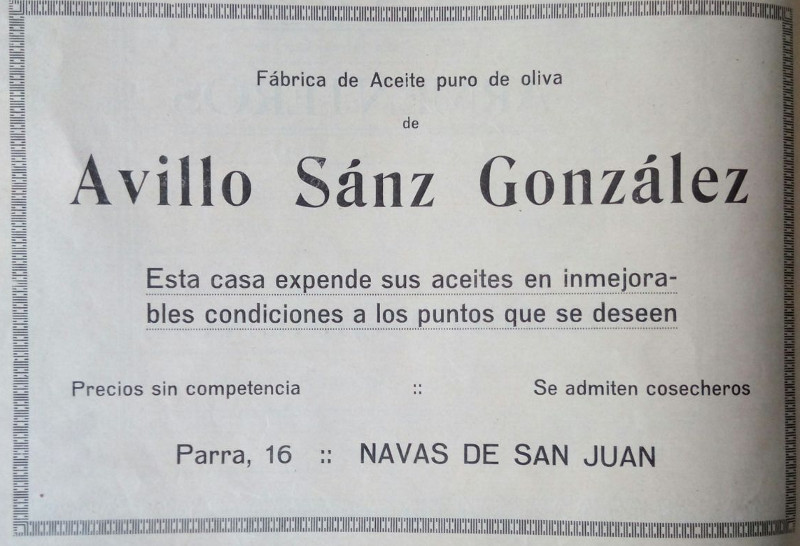 Fábrica de Aceite puro de oliva
de
Avillo Sánz González
Esta casa expende sus aceites en inmejora-
bles condiciones a los puntos que se deseen
Precios sin competencia :: Se admiten cosecheros
Parra, 16 :: NAVAS DE SAN JUAN